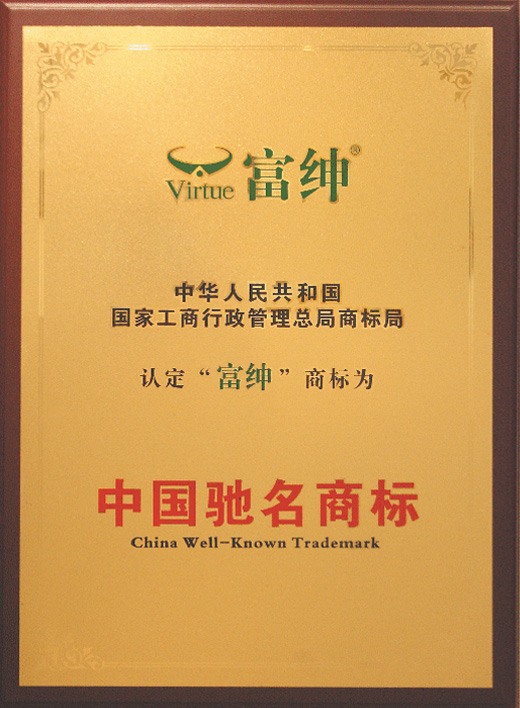 Virtue 富绅®
中华人民共和国
国家工商行政管理总局商标局
认定“富绅”商标为
中国驰名商标
China Well-Known Trademark